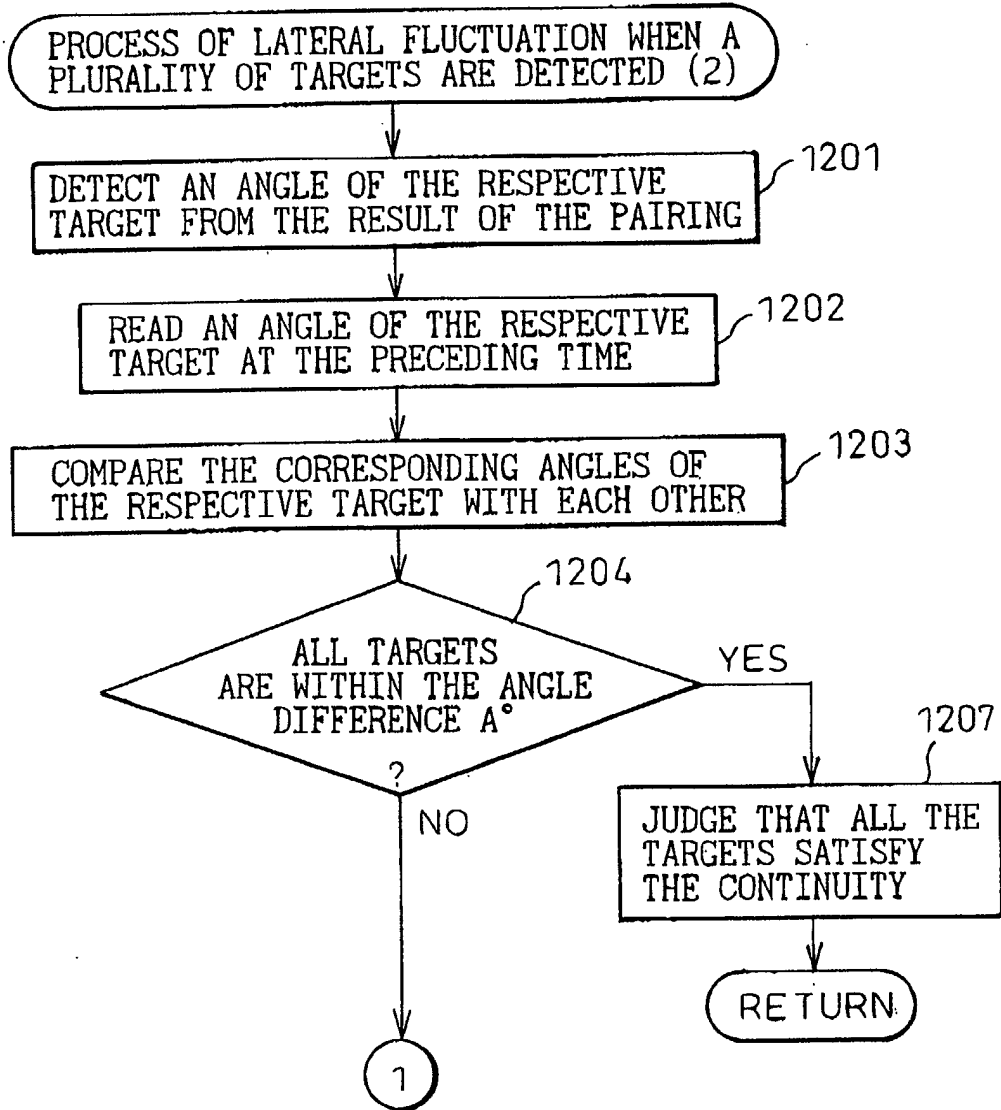 PROCESS OF LATERAL FLUCTUATION WHEN A
PLURALITY OF TARGETS ARE DETECTED (2)
1201
DETECT AN ANGLE OF THE RESPECTIVE
TARGET FROM THE RESULT OF THE PAIRING
1202
READ AN ANGLE OF THE RESPECTIVE
TARGET AT THE PRECEDING TIME
1203
COMPARE THE CORRESPONDING ANGLES OF
THE RESPECTIVE TARGET WITH EACH OTHER
1204
ALL TARGETS
ARE WITHIN THE ANGLE
DIFFERENCE A°
?
YES
NO
1207
JUDGE THAT ALL THE
TARGETS SATISFY
THE CONTINUITY
RETURN
1